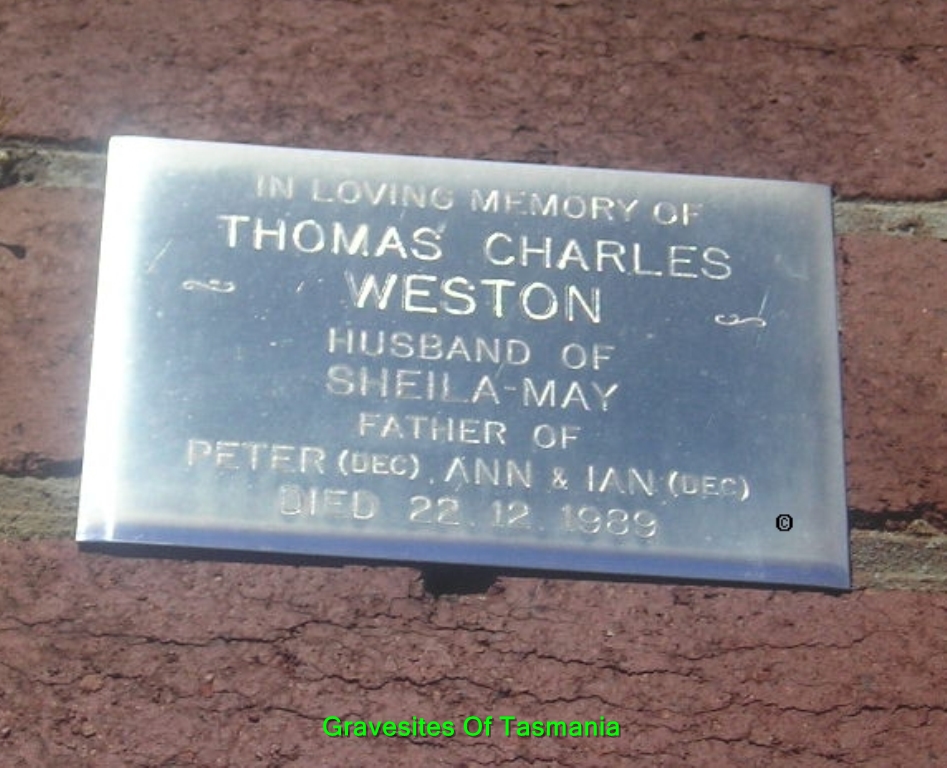 IN LOVING MEMORY OF
THOMAS CHARLES
WESTON
HUSBAND OF
SHEILA-MAY
FATHER OF
PETER (DEC), ANN & IAN (DEC)
DIED 22.12.1989
©
Gravesites Of Tasmania